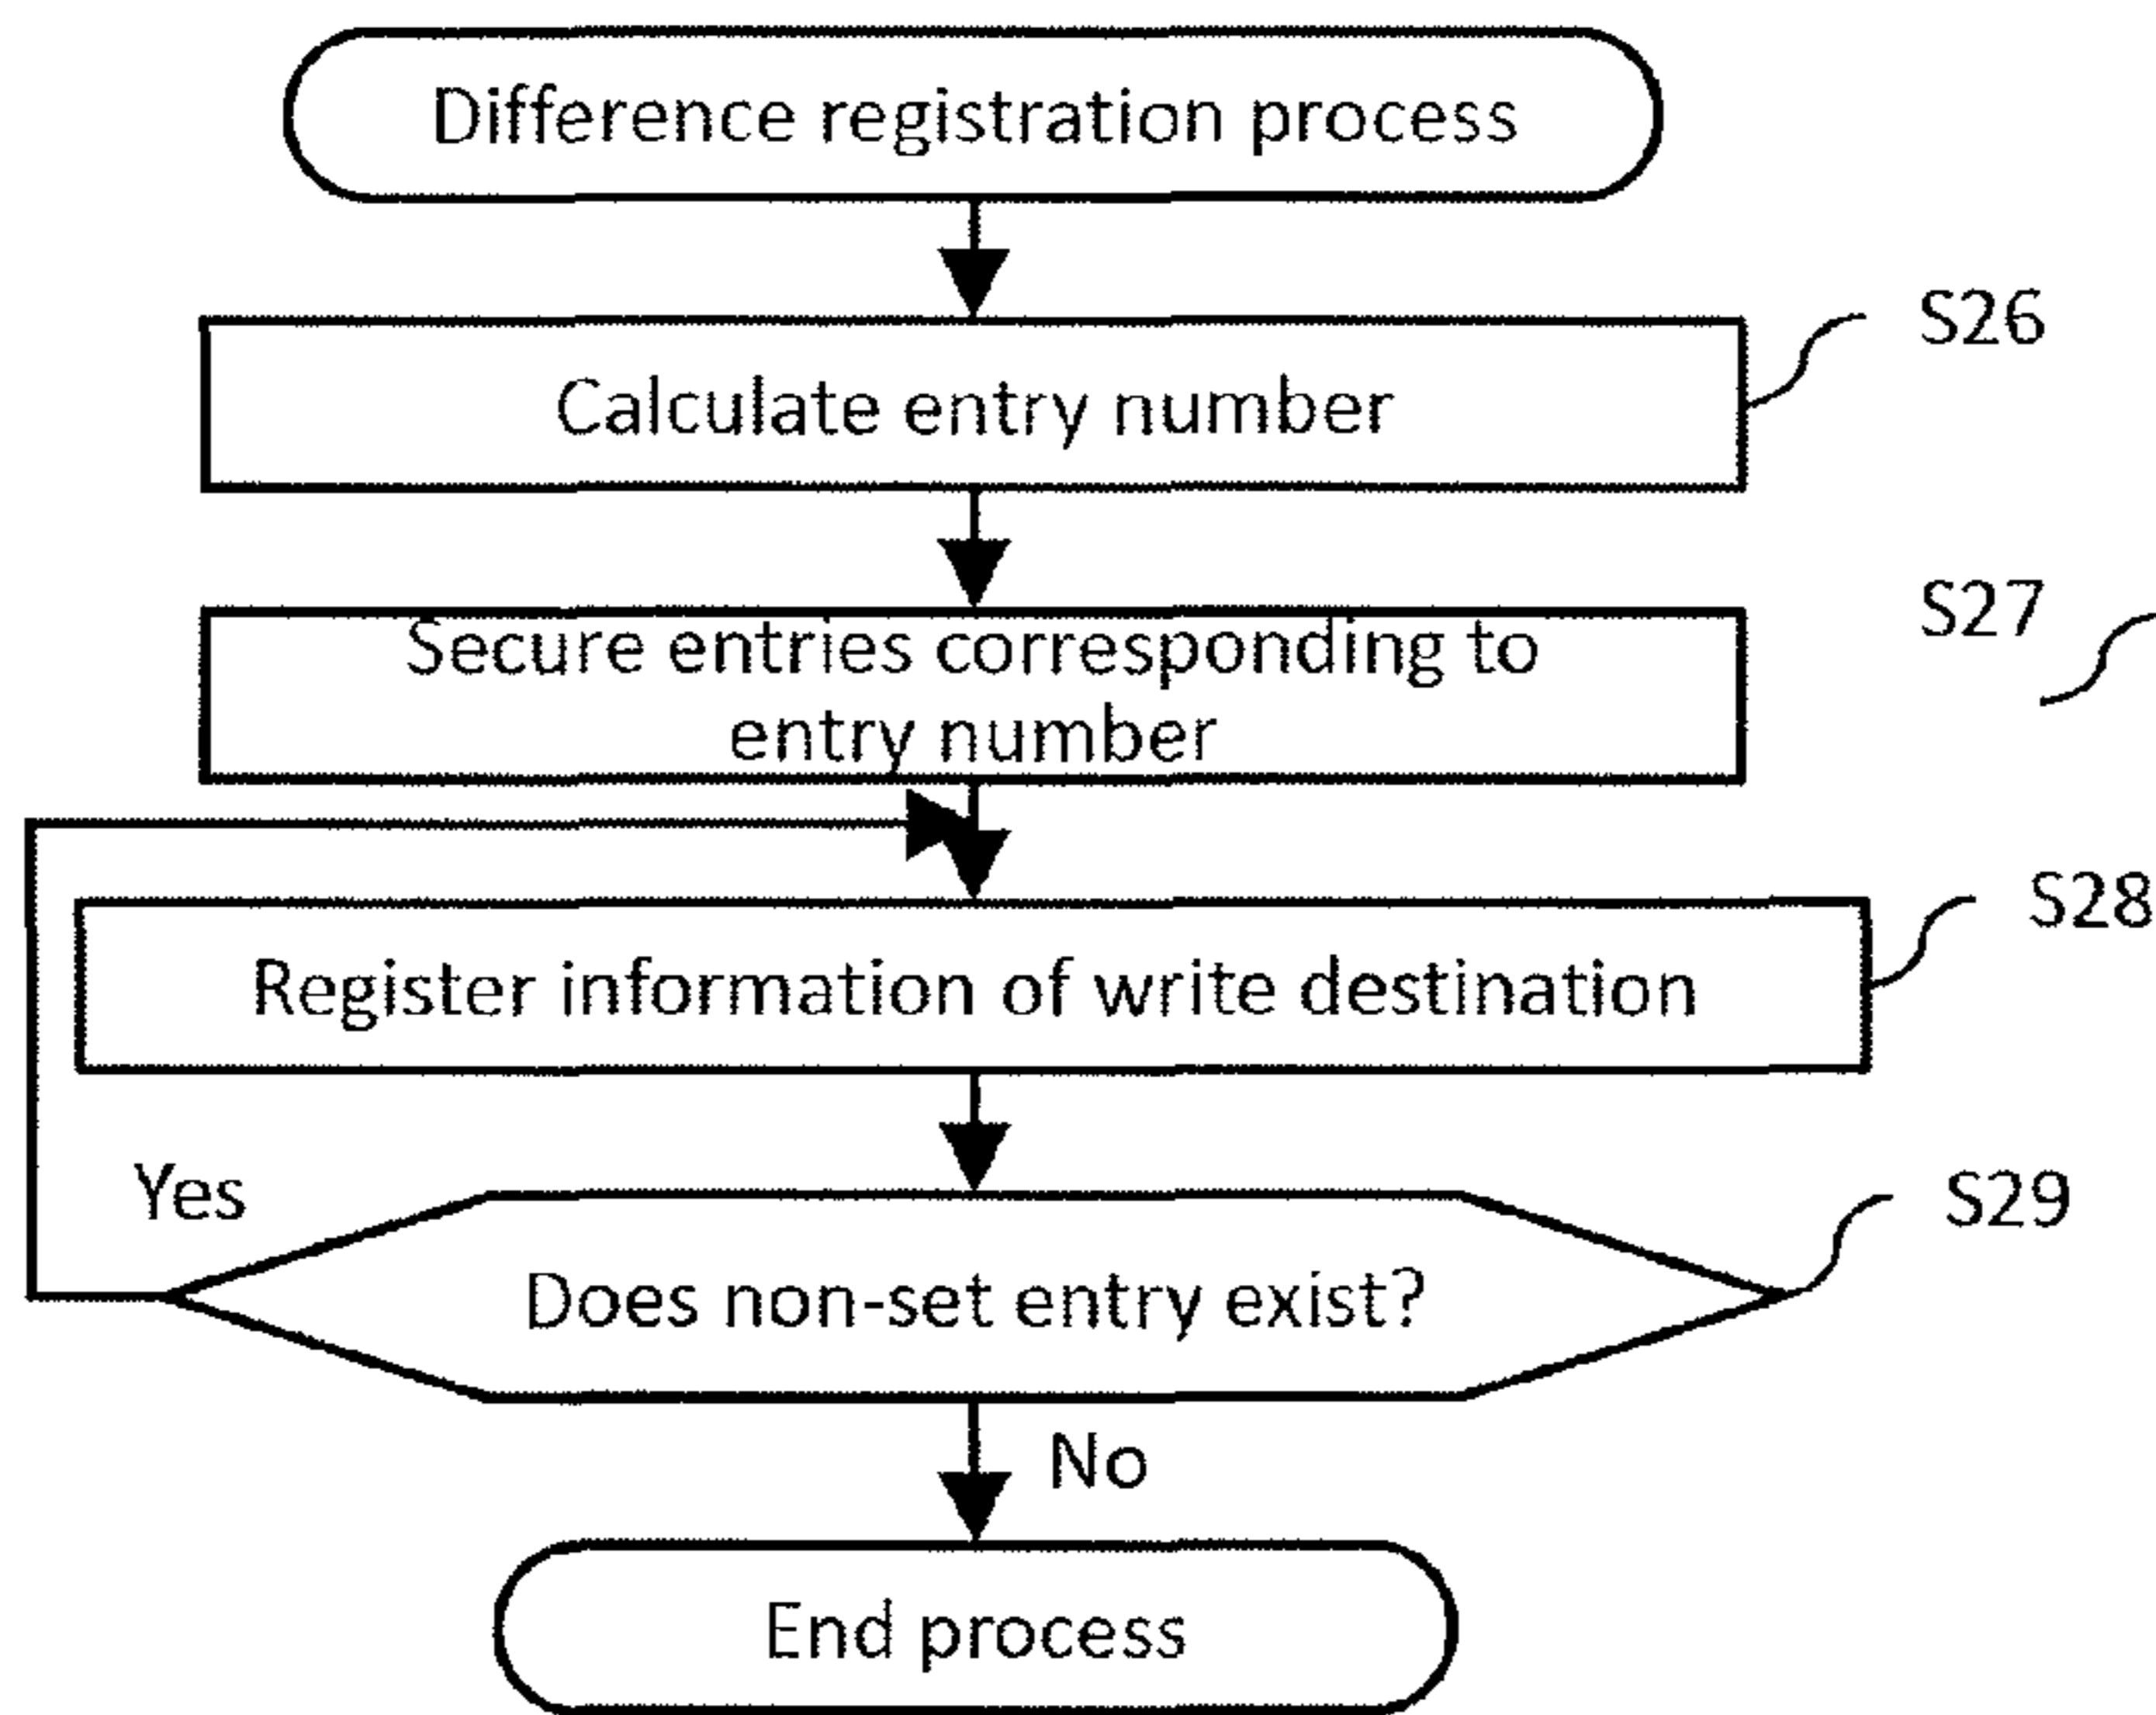 Difference registration process
S26
Calculate entry number
S27
Secure entries corresponding to
entry number
S28
Register information of write destination
Yes
S29
Does non-set entry exist?
No
End process